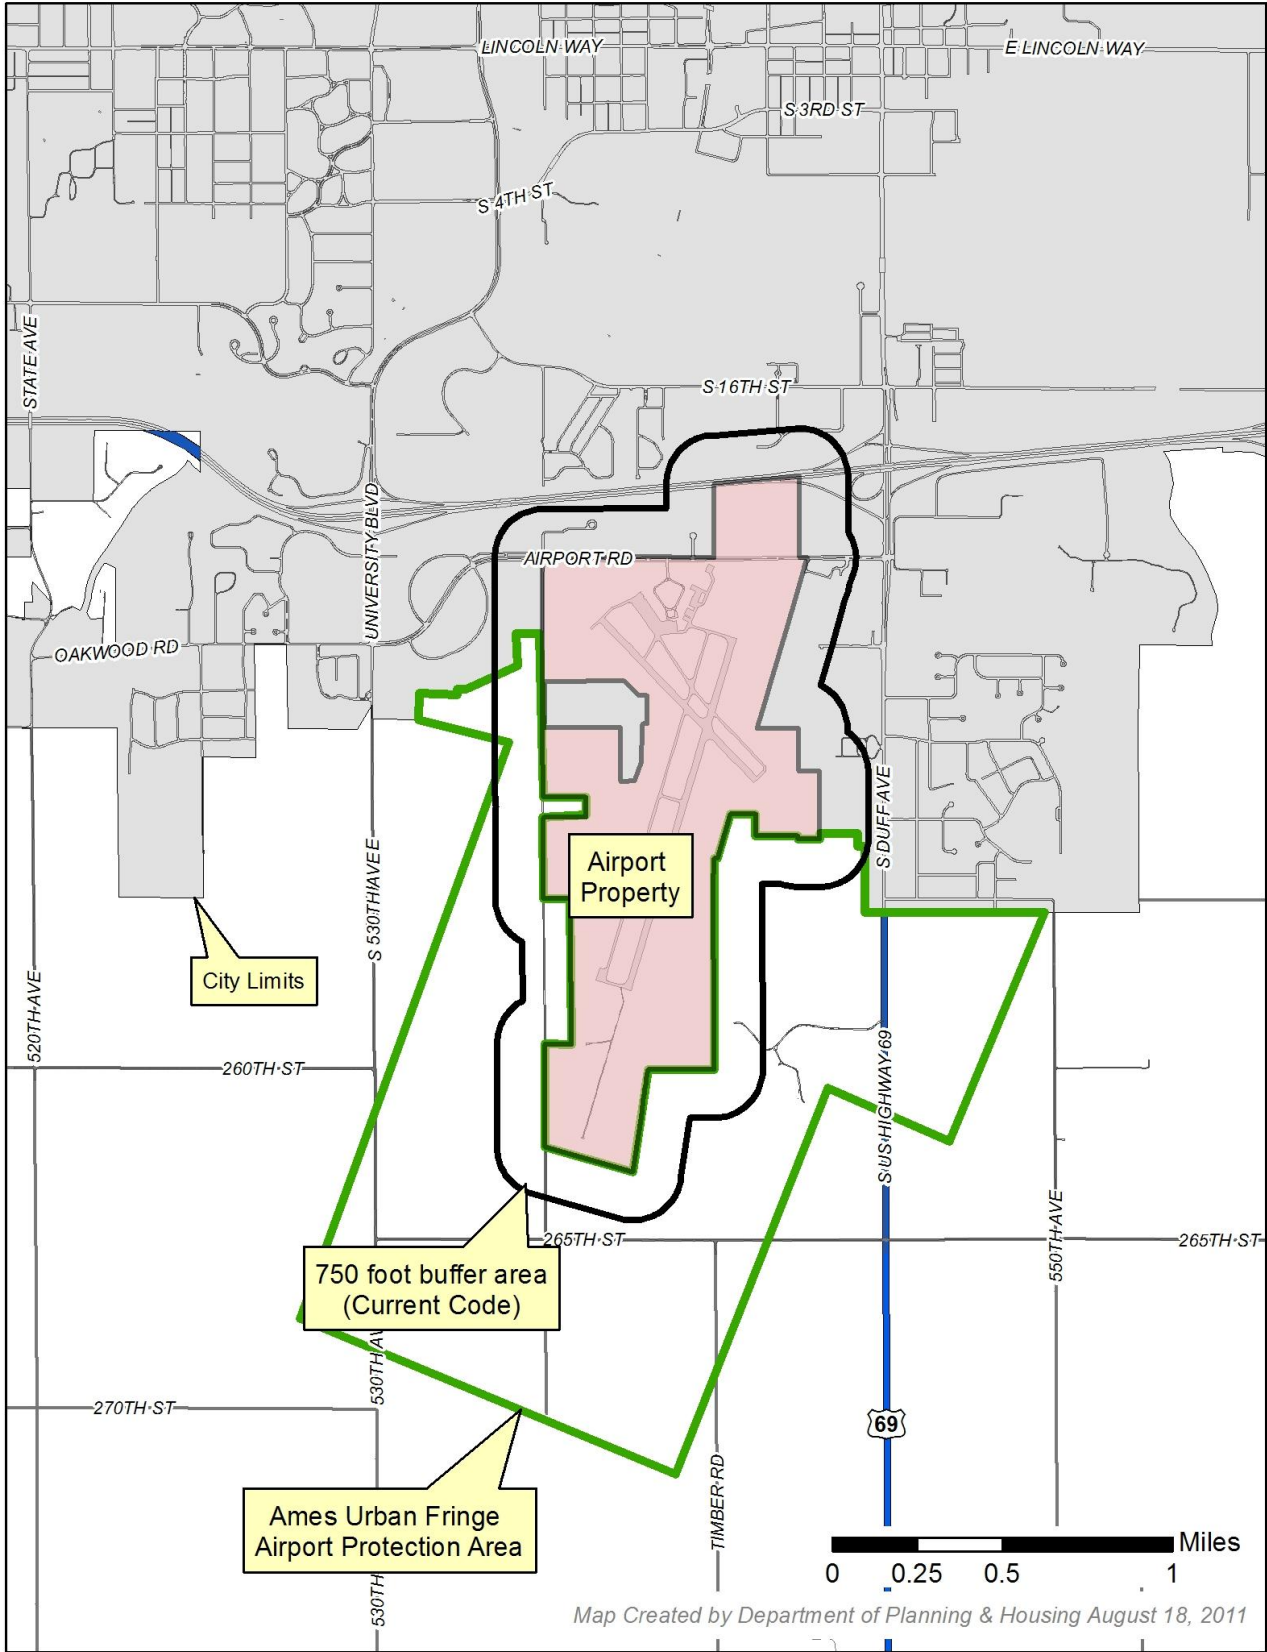 LINCOLN WAY
E LINCOLN WAY
S 3RD ST
S 4TH ST
STATE AVE
S 16TH ST
UNIVERSITY BLVD
AIRPORT RD
OAKWOOD RD
S DUFF AVE
Airport
Property
S 530TH AVE E
City Limits
520TH AVE
260TH ST
S US HIGHWAY 69
550TH AVE
265TH ST
265TH ST
750 foot buffer area
(Current Code)
530TH AV
270TH ST
69
TIMBER RD
Ames Urban Fringe
Airport Protection Area
530TH
Miles
0 0.25 0.5 1
Map Created by Department of Planning & Housing August 18, 2011